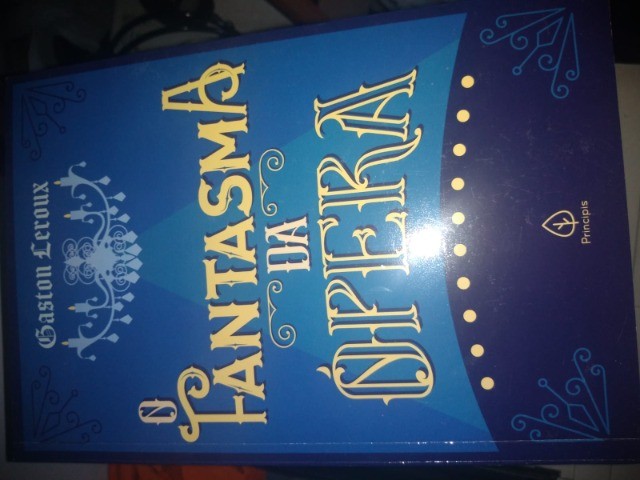 Gaston Leroux
O
FANTASMA
DA
ÓPERA
Principis